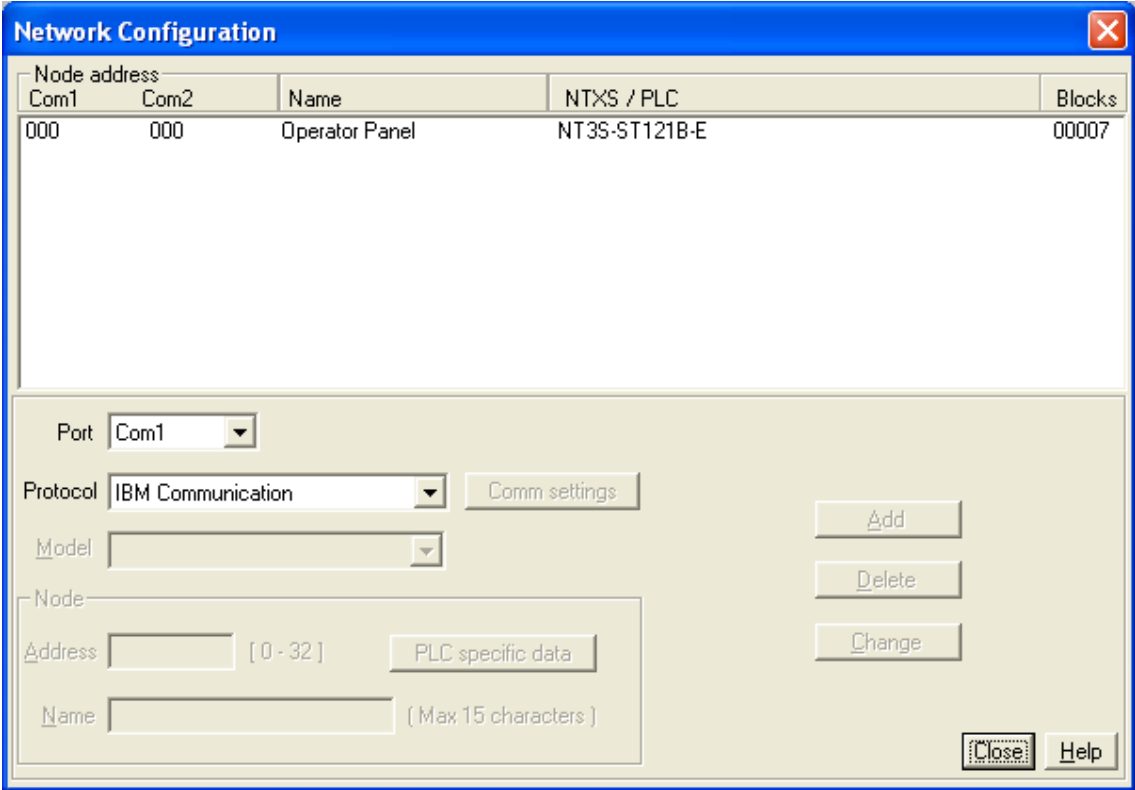 Network Configuration
Node address
Com1 Com2 Name NTXS / PLC Blocks
000 000 Operator Panel NT3S-ST121B-E 00007
Port Com1
Protocol IBM Communication Comm settings
Add
Model
Delete
Node
Address [ 0 - 32 ] PLC specific data
Change
Name ( Max 15 characters )
Close Help